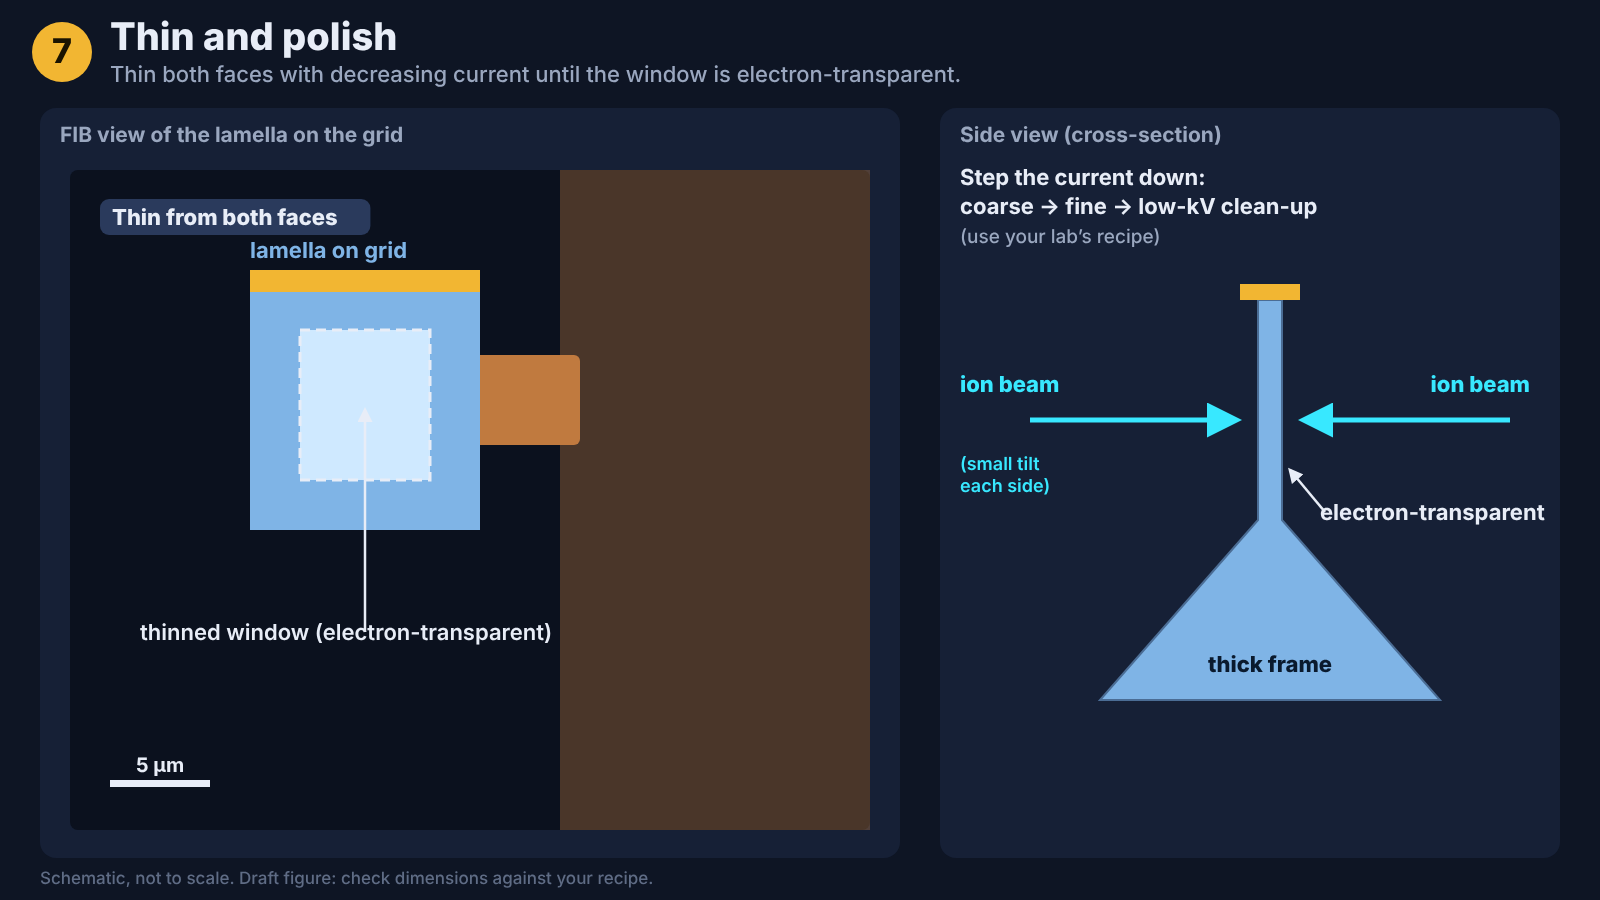 7
Thin and polish
Thin both faces with decreasing current until the window is electron-transparent.
FIB view of the lamella on the grid
Thin from both faces
lamella on grid
thinned window (electron-transparent)
5 µm
Side view (cross-section)
Step the current down:
coarse → fine → low-kV clean-up
(use your lab’s recipe)
ion beam
ion beam
(small tilt
each side)
electron-transparent
thick frame
Schematic, not to scale. Draft figure: check dimensions against your recipe.